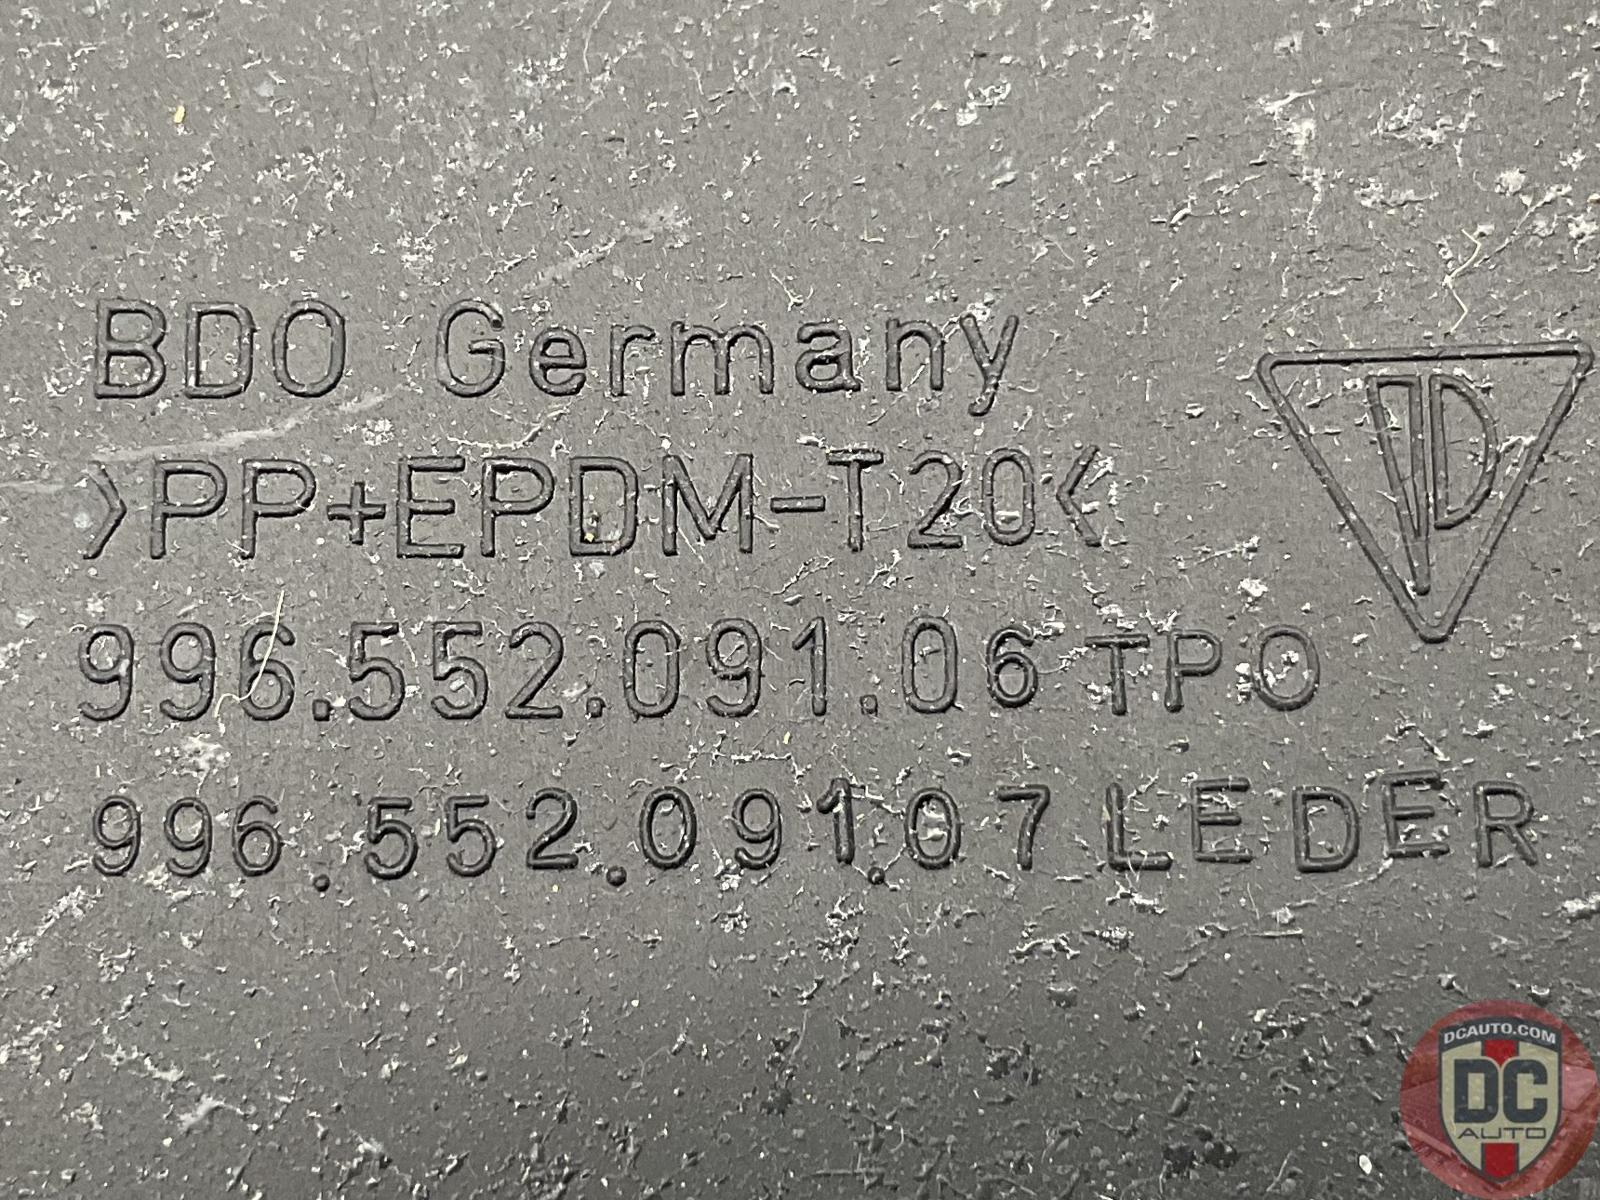 BDO Germany
>PP+EPDM-T20<
996.552.091.06 TPO
996.552.091.07 LEDER
DCAUTO.COM
DC
AUTO